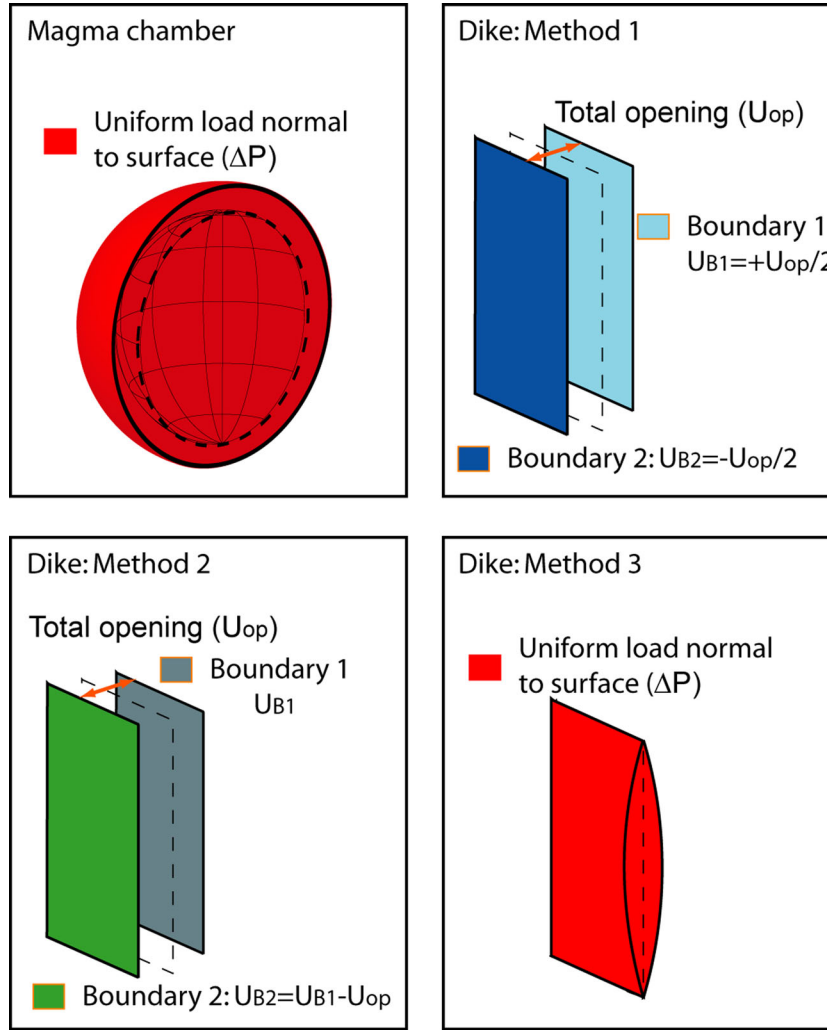 Magma chamber
Uniform load normal
to surface (ΔP)
Dike: Method 1
Total opening (Uop)
Boundary 1
UB1=+Uop/2
Boundary 2: UB2=-Uop/2
Dike: Method 2
Total opening (Uop)
Boundary 1
UB1
Boundary 2: UB2=UB1-Uop
Dike: Method 3
Uniform load normal
to surface (ΔP)